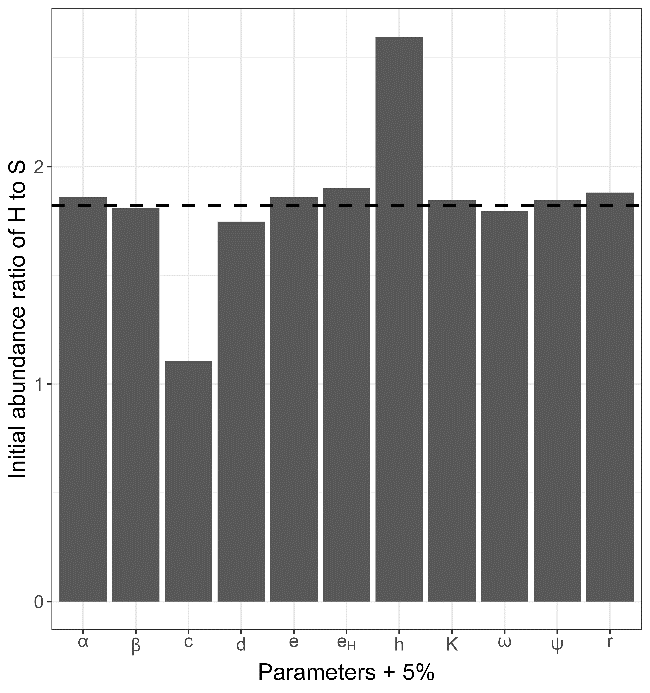 Initial abundance ratio of H to S
2
1
0
α β c d e eH h K ω ψ r
Parameters + 5%